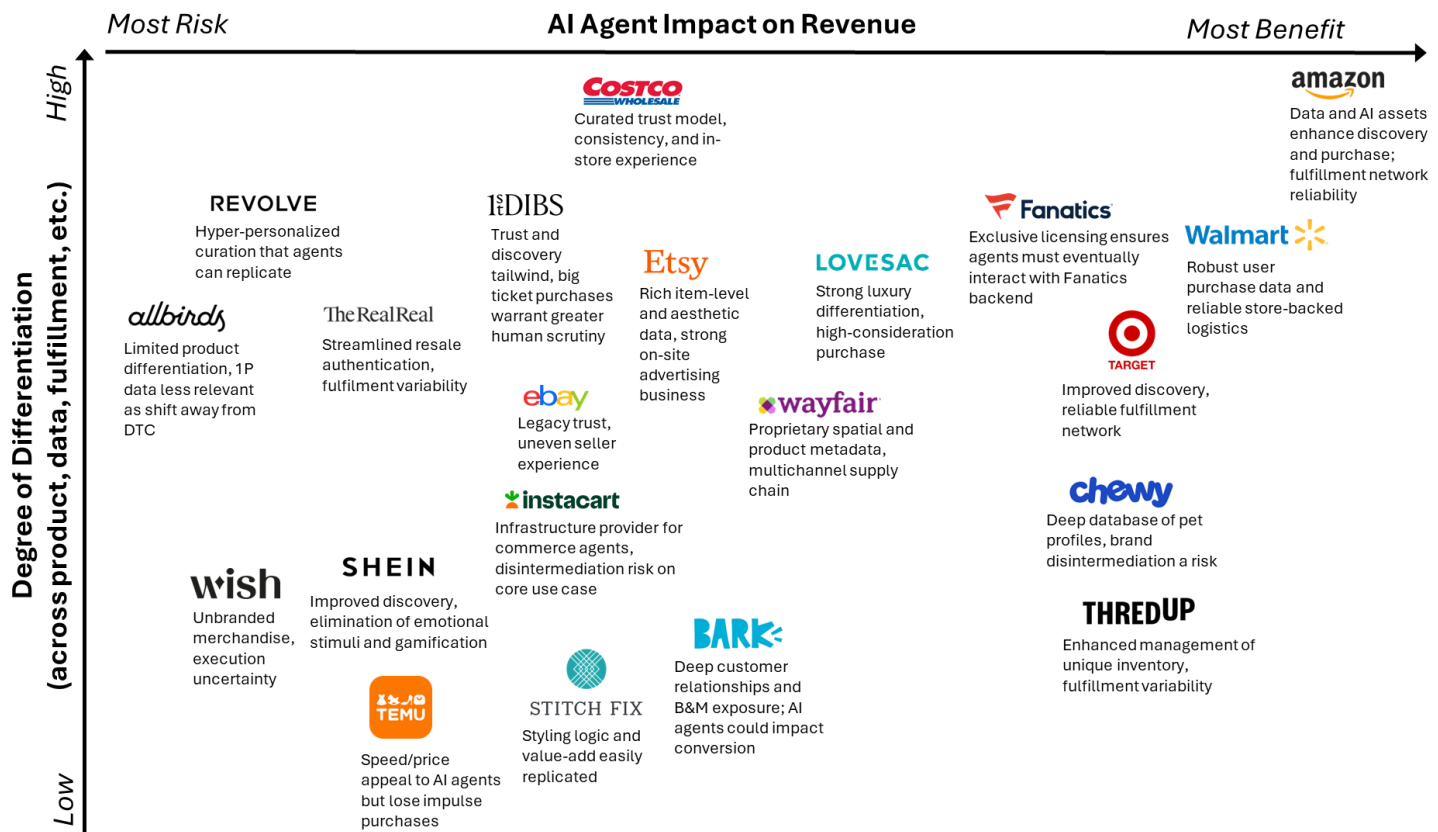 Most Risk
AI Agent Impact on Revenue
Most Benefit
High
Degree of Differentiation
(across product, data, fulfillment, etc.)
Low
COSTCO
WHOLESALE
Curated trust model,
consistency, and in-
store experience
amazon
Data and AI assets
enhance discovery
and purchase;
fulfillment network
reliability
REVOLVE
Hyper-personalized
curation that agents
can replicate
1STDIBS
Trust and
discovery
tailwind, big
ticket purchases
warrant greater
human scrutiny
Etsy
Rich item-level
and aesthetic
data, strong
on-site
advertising
business
LOVESAC
Strong luxury
differentiation,
high-consideration
purchase
Fanatics
Exclusive licensing ensures
agents must eventually
interact with Fanatics
backend
Walmart
Robust user
purchase data and
reliable store-backed
logistics
allbirds
Limited product
differentiation, 1P
data less relevant
as shift away from
DTC
TheRealReal
Streamlined resale
authentication,
fulfilment variability
TARGET
Improved discovery,
reliable fulfillment
network
ebay
Legacy trust,
uneven seller
experience
wayfair
Proprietary spatial and
product metadata,
multichannel supply
chain
instacart
Infrastructure provider for
commerce agents,
disintermediation risk on
core use case
chewy
Deep database of pet
profiles, brand
disintermediation a risk
wish
Unbranded
merchandise,
execution
uncertainty
SHEIN
Improved discovery,
elimination of emotional
stimuli and gamification
THREDUP
Enhanced management of
unique inventory,
fulfillment variability
BARK
Deep customer
relationships and
B&M exposure; AI
agents could impact
conversion
TEMU
Speed/price
appeal to AI agents
but lose impulse
purchases
STITCH FIX
Styling logic and
value-add easily
replicated